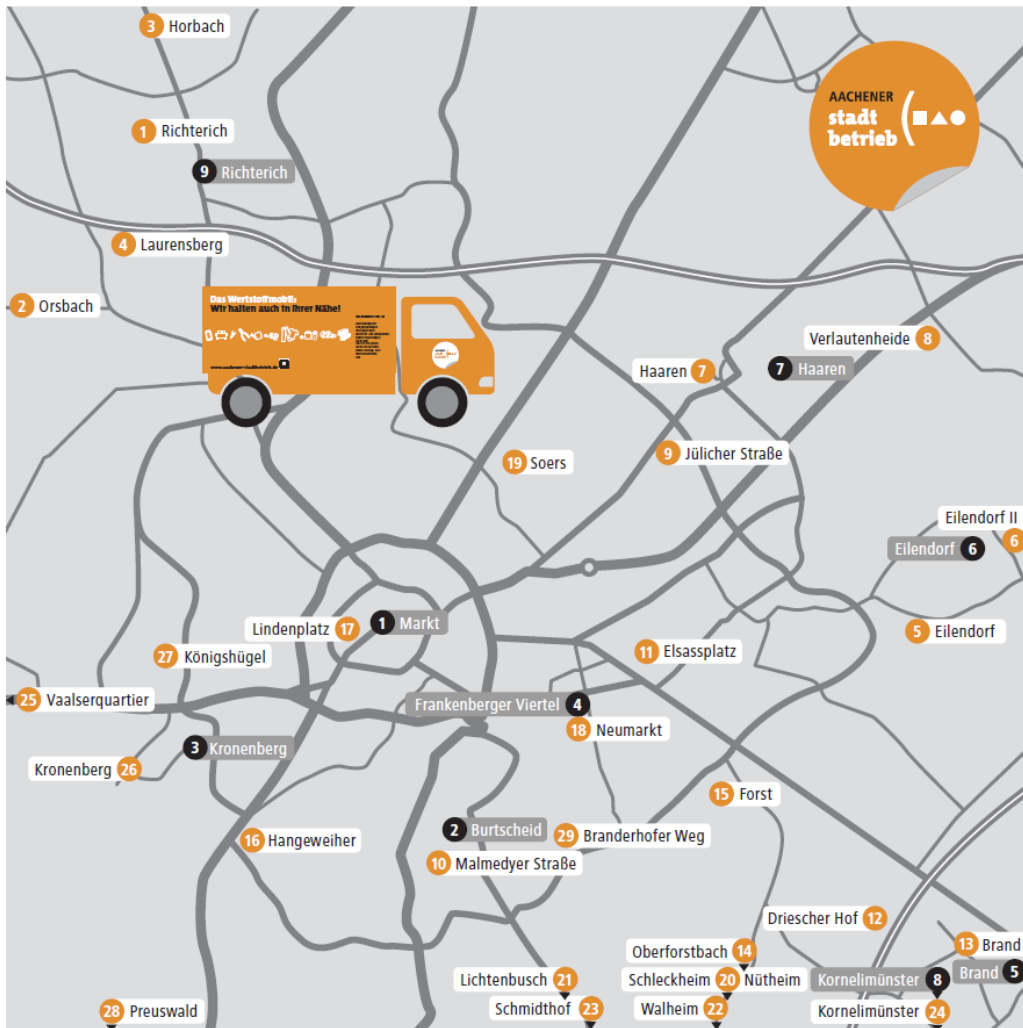 3 Horbach
AACHENER
stadt
betrieb
1 Richterich
9 Richterich
4 Laurensberg
2 Orsbach
Das Wertstoffmobil:
Wir halten auch in Ihrer Nähe!
www.aachener-stadtbetrieb.de
Verlautenheide 8
Haaren 7
7 Haaren
9 Jülicher Straße
19 Soers
Eilendorf II
6
Eilendorf 6
5 Eilendorf
Lindenplatz 17
1 Markt
27 Königshügel
11 Elsassplatz
25 Vaalserquartier
Frankenberger Viertel 4
18 Neumarkt
3 Kronenberg
Kronenberg 26
15 Forst
2 Burtscheid
29 Branderhofer Weg
16 Hangeweiher
10 Malmedyer Straße
Driescher Hof 12
13 Brand
Oberforstbach 14
Brand 5
Lichtenbusch 21
Schleckheim 20 Nütheim
Kornelimünster 8
28 Preuswald
Schmidthof 23
Walheim 22
Kornelimünster 24